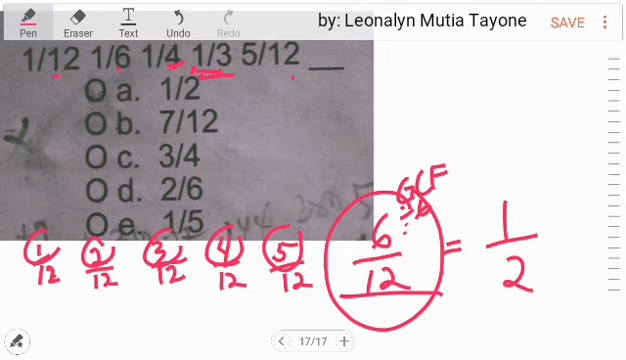 by: Leonalyn Mutia Tayone
Pen Eraser Text Undo Redo SAVE
1/12 1/6 1/4 1/3 5/12 __
O a. 1/2
O b. 7/12
O c. 3/4
O d. 2/6
O e. 1/5
GCF
1/12 2/12 3/12 4/12 5/12 6/12 = 1/2
17/17